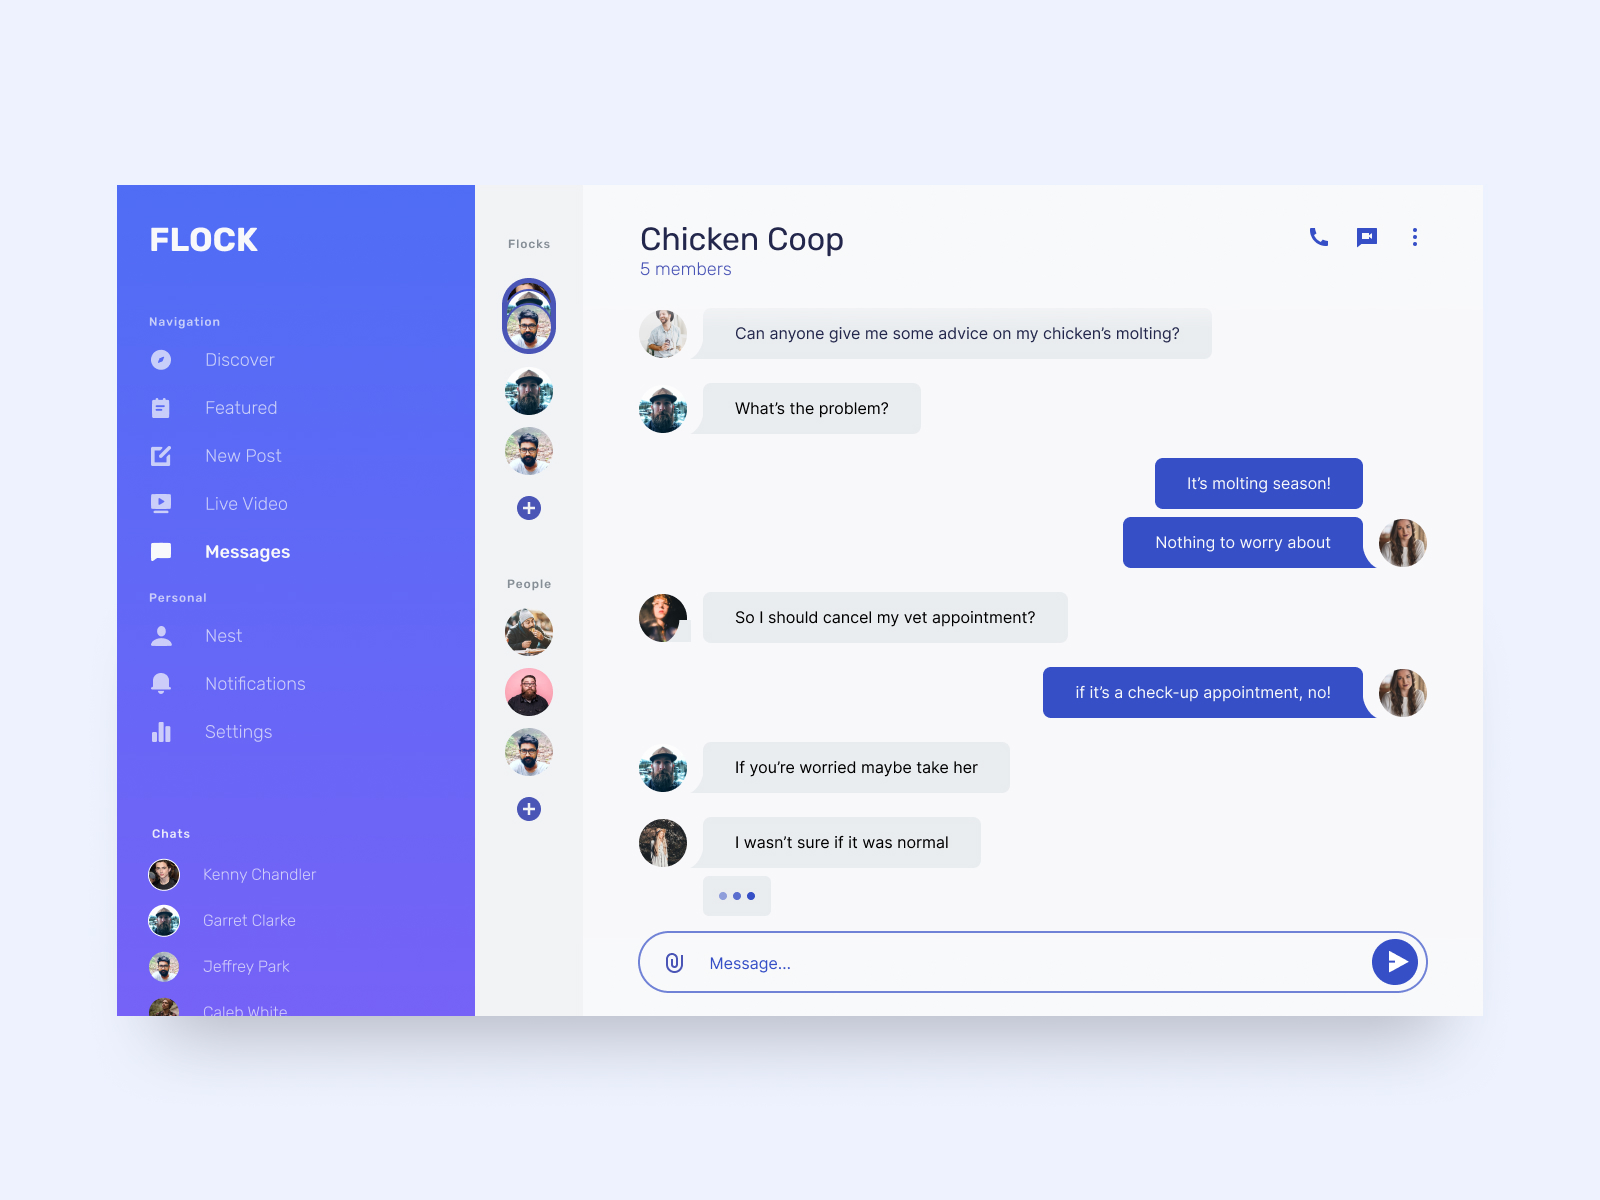 FLOCK
Navigation
Discover
Featured
New Post
Live Video
Messages
Personal
Nest
Notifications
Settings
Chats
Kenny Chandler
Garret Clarke
Jeffrey Park
Caleb White
Flocks
People
Chicken Coop
5 members
Can anyone give me some advice on my chicken’s molting?
What’s the problem?
It’s molting season!
Nothing to worry about
So I should cancel my vet appointment?
if it’s a check-up appointment, no!
If you’re worried maybe take her
I wasn’t sure if it was normal
Message...